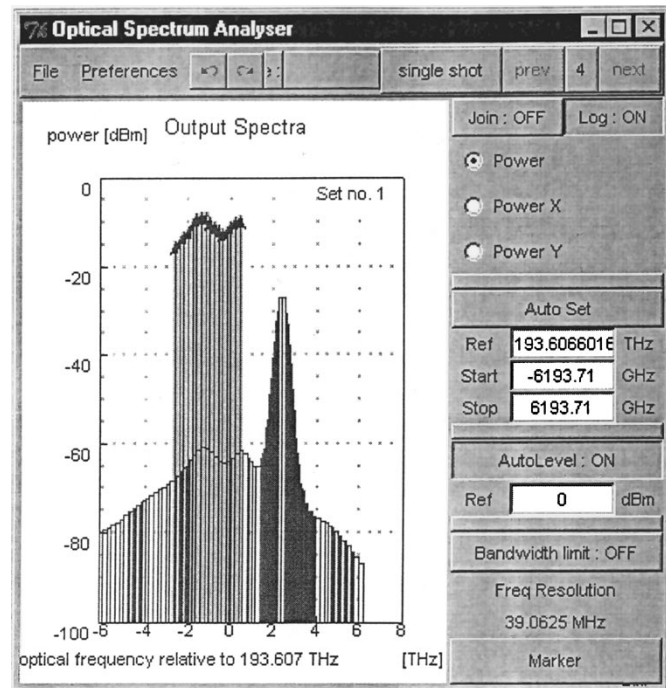 Optical Spectrum Analyser
File Preferences : single shot prev 4 next
Join : OFF Log : ON
power [dBm] Output Spectra
Power
Power X
Power Y
Set no. 1
0
-20
-40
-60
-80
-100
-6 -4 -2 0 2 4 6 8
optical frequency relative to 193.607 THz [THz]
Auto Set
Ref 193.6066016 THz
Start -6193.71 GHz
Stop 6193.71 GHz
AutoLevel : ON
Ref 0 dBm
Bandwidth limit : OFF
Freq Resolution
39.0625 MHz
Marker